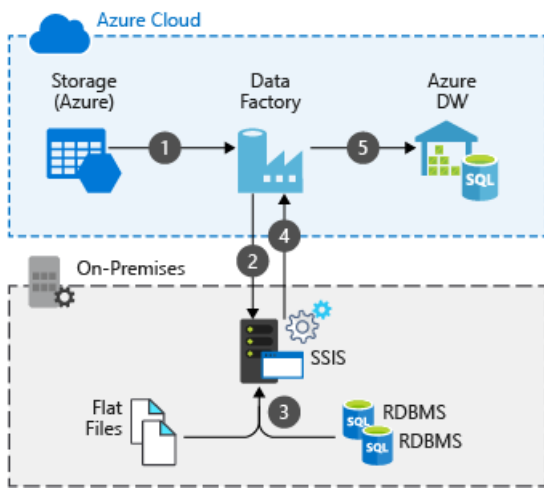 Azure Cloud
Storage
(Azure)
Data
Factory
Azure
DW
1
5
SQL
2
4
On-Premises
SSIS
Flat
Files
3
SQL
RDBMS
SQL
RDBMS